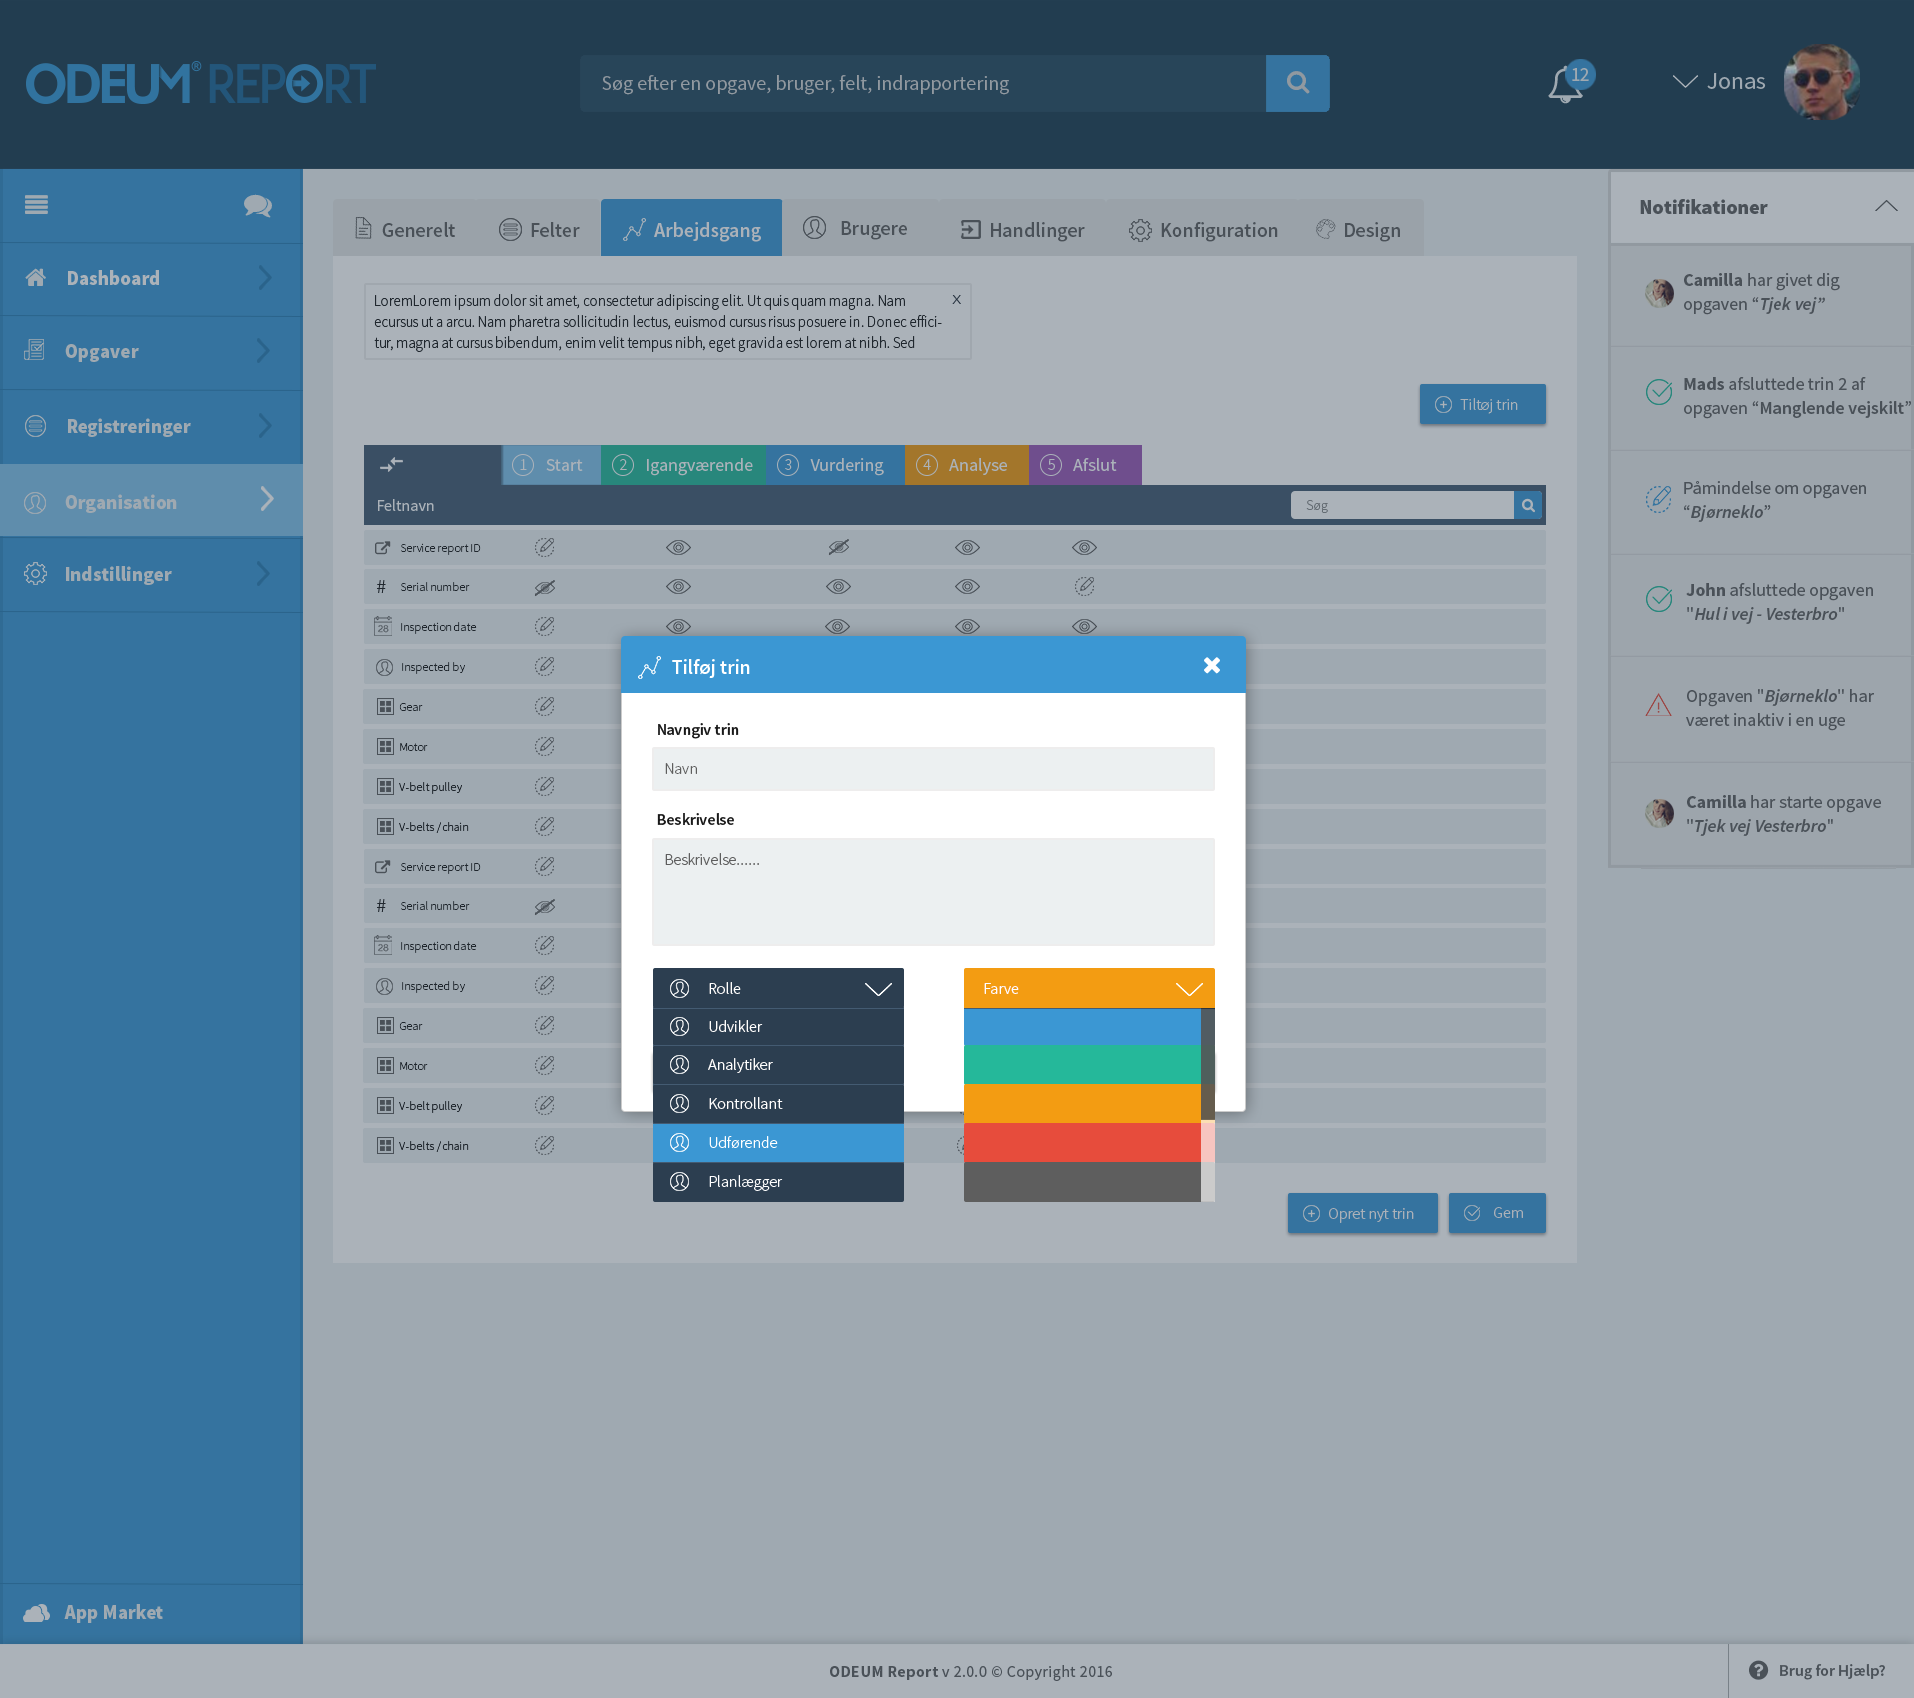 ODEUM® REPORT
Søg efter en opgave, bruger, felt, indrapportering
12
Jonas
Dashboard
Opgaver
Registreringer
Organisation
Indstillinger
App Market
Generelt
Felter
Arbejdsgang
Brugere
Handlinger
Konfiguration
Design
LoremLorem ipsum dolor sit amet, consectetur adipiscing elit. Ut quis quam magna. Nam
ecursus ut a arcu. Nam pharetra sollicitudin lectus, euismod cursus risus posuere in. Donec effici-
tur, magna at cursus bibendum, enim velit tempus nibh, eget gravida est lorem at nibh. Sed
X
Tiltøj trin
1 Start
2 Igangværende
3 Vurdering
4 Analyse
5 Afslut
Feltnavn
Søg
Service report ID
# Serial number
28 Inspection date
Inspected by
Gear
Motor
V-belt pulley
V-belts / chain
Service report ID
# Serial number
28 Inspection date
Inspected by
Gear
Motor
V-belt pulley
V-belts / chain
Tilføj trin
Navngiv trin
Navn
Beskrivelse
Beskrivelse......
Rolle
Udvikler
Analytiker
Kontrollant
Udførende
Planlægger
Farve
Opret nyt trin
Gem
Notifikationer
Camilla har givet dig
opgaven “Tjek vej”
Mads afsluttede trin 2 af
opgaven “Manglende vejskilt”
Påmindelse om opgaven
“Bjørneklo”
John afsluttede opgaven
"Hul i vej - Vesterbro"
Opgaven "Bjørneklo" har
været inaktiv i en uge
Camilla har starte opgave
"Tjek vej Vesterbro"
ODEUM Report v 2.0.0 © Copyright 2016
Brug for Hjælp?